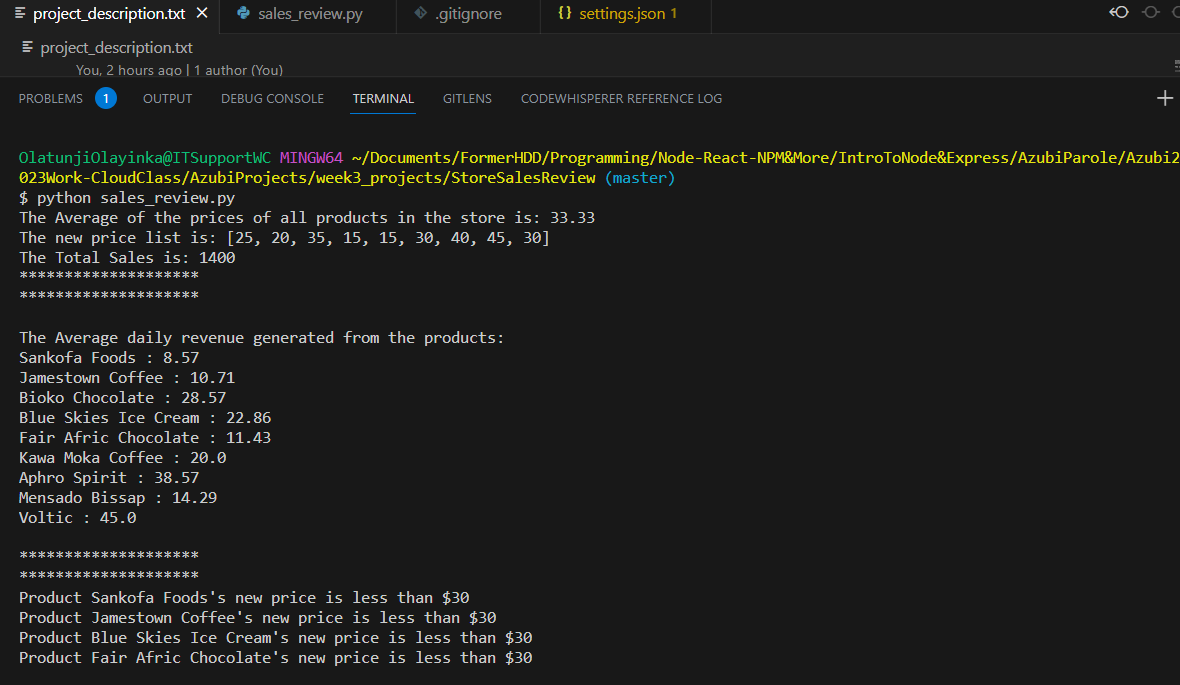 project_description.txt
sales_review.py
.gitignore
{} settings.json 1
project_description.txt
You, 2 hours ago | 1 author (You)
PROBLEMS 1 OUTPUT DEBUG CONSOLE TERMINAL GITLENS CODEWHISPERER REFERENCE LOG
OlatunjiOlayinka@ITSupportWC MINGW64 ~/Documents/FormerHDD/Programming/Node-React-NPM&More/IntroToNode&Express/AzubiParole/Azubi2
023Work-CloudClass/AzubiProjects/week3_projects/StoreSalesReview (master)
$ python sales_review.py
The Average of the prices of all products in the store is: 33.33
The new price list is: [25, 20, 35, 15, 15, 30, 40, 45, 30]
The Total Sales is: 1400
********************
********************
The Average daily revenue generated from the products:
Sankofa Foods : 8.57
Jamestown Coffee : 10.71
Bioko Chocolate : 28.57
Blue Skies Ice Cream : 22.86
Fair Afric Chocolate : 11.43
Kawa Moka Coffee : 20.0
Aphro Spirit : 38.57
Mensado Bissap : 14.29
Voltic : 45.0
********************
********************
Product Sankofa Foods's new price is less than $30
Product Jamestown Coffee's new price is less than $30
Product Blue Skies Ice Cream's new price is less than $30
Product Fair Afric Chocolate's new price is less than $30